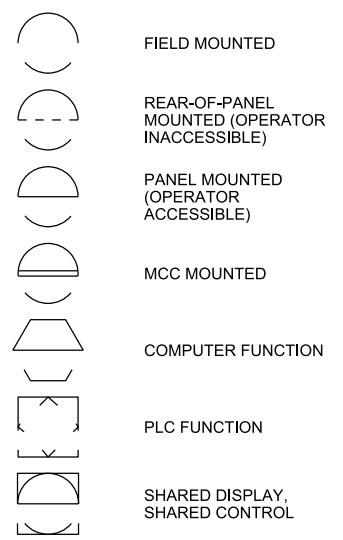 FIELD MOUNTED
REAR-OF-PANEL
MOUNTED (OPERATOR
INACCESSIBLE)
PANEL MOUNTED
(OPERATOR
ACCESSIBLE)
MCC MOUNTED
COMPUTER FUNCTION
PLC FUNCTION
SHARED DISPLAY,
SHARED CONTROL